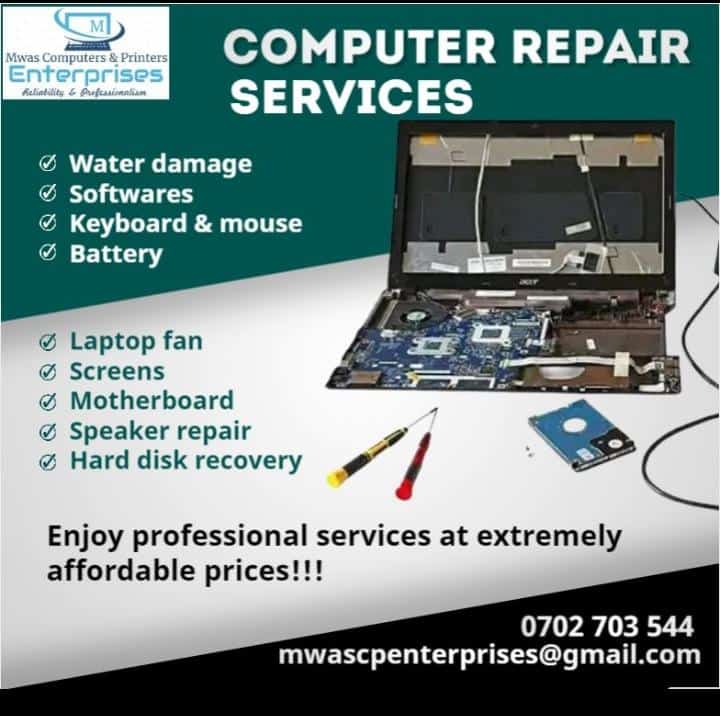 M
Mwas Computers & Printers
Enterprises
Reliability & Professionalism
COMPUTER REPAIR
SERVICES
Water damage
Softwares
Keyboard & mouse
Battery
acer
Laptop fan
Screens
Motherboard
Speaker repair
Hard disk recovery
Enjoy professional services at extremely
affordable prices!!!
0702 703 544
mwascpenterprises@gmail.com